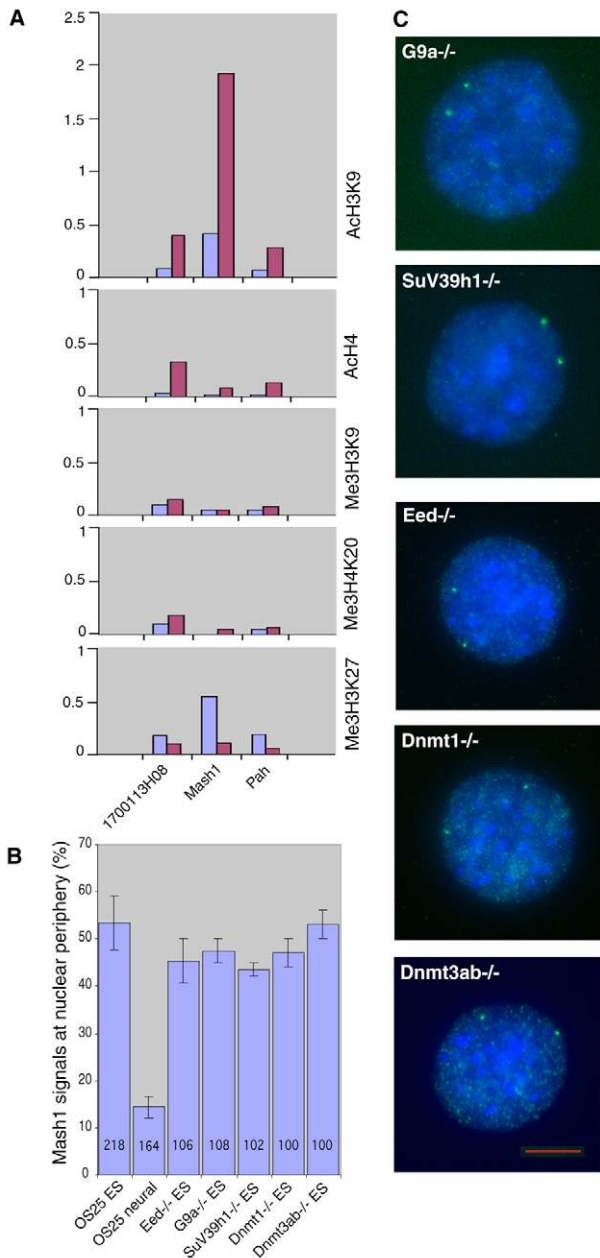 A
2.5
2
1.5
1
0.5
0
AcH3K9
1
0.5
0
AcH4
1
0.5
0
Me3H3K9
1
0.5
0
Me3H4K20
1
0.5
0
Me3H3K27
1700113H08
Mash1
Pah
B
Mash1 signals at nuclear periphery (%)
70
60
50
40
30
20
10
0
218
164
106
108
102
100
100
OS25 ES
OS25 neural
Eed-/- ES
G9a-/- ES
SuV39h1-/- ES
Dnmt1-/- ES
Dnmt3ab-/- ES
C
G9a-/-
SuV39h1-/-
Eed-/-
Dnmt1-/-
Dnmt3ab-/-